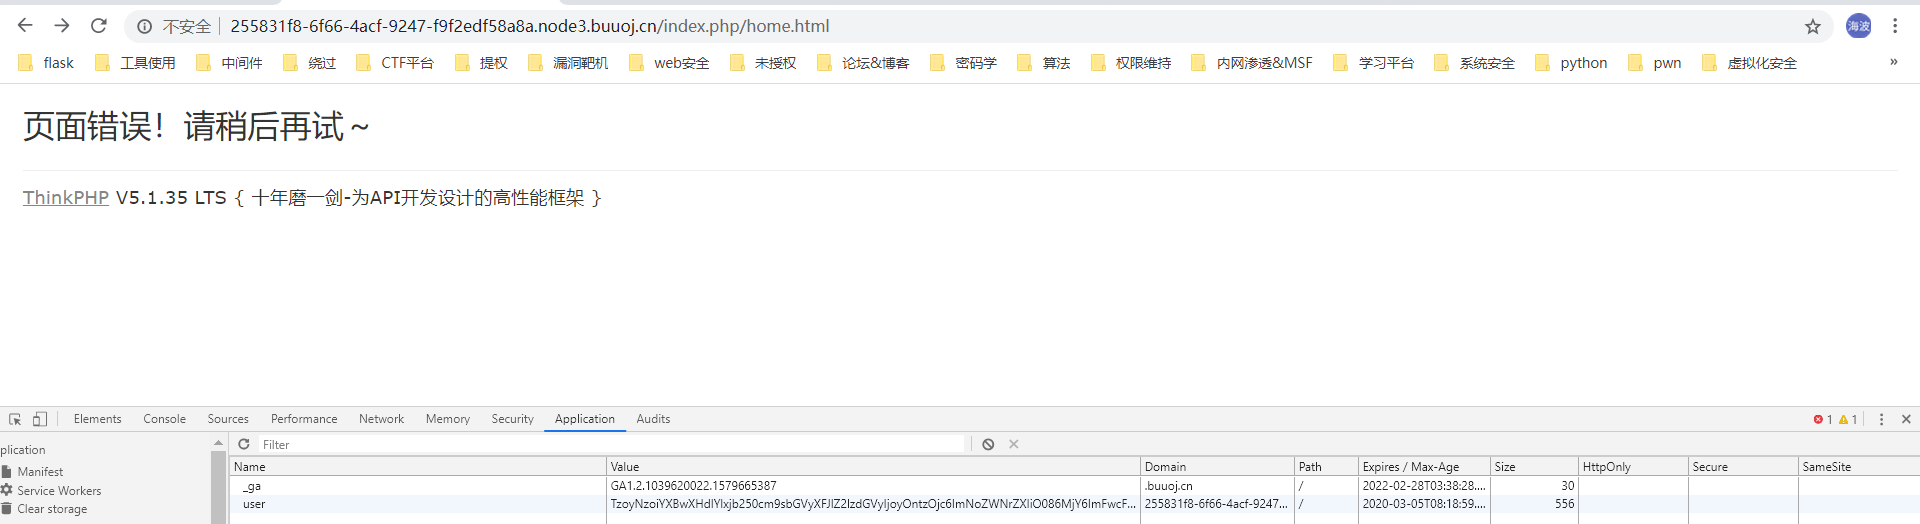 不安全 255831f8-6f66-4acf-9247-f9f2edf58a8a.node3.buuoj.cn/index.php/home.html 海波
flask 工具使用 中间件 绕过 CTF平台 提权 漏洞靶机 web安全 未授权 论坛&博客 密码学 算法 权限维持 内网渗透&MSF 学习平台 系统安全 python pwn 虚拟化安全 »
页面错误！请稍后再试～
ThinkPHP V5.1.35 LTS { 十年磨一剑-为API开发设计的高性能框架 }
Elements Console Sources Performance Network Memory Security Application Audits 1 1
plication Filter
Name Value Domain Path Expires / Max-Age Size HttpOnly Secure SameSite
Manifest
_ga GA1.2.1039620022.1579665387 .buuoj.cn / 2022-02-28T03:38:28.... 30
Service Workers
user TzoyNzoiYXBwXHdlYlxjb250cm9sbGVyXFJlZ2lzdGVyIjoyOntzOjc6ImNoZWNrZXIiO086MjY6ImFwcF... 255831f8-6f66-4acf-9247... / 2020-03-05T08:18:59.... 556
Clear storage